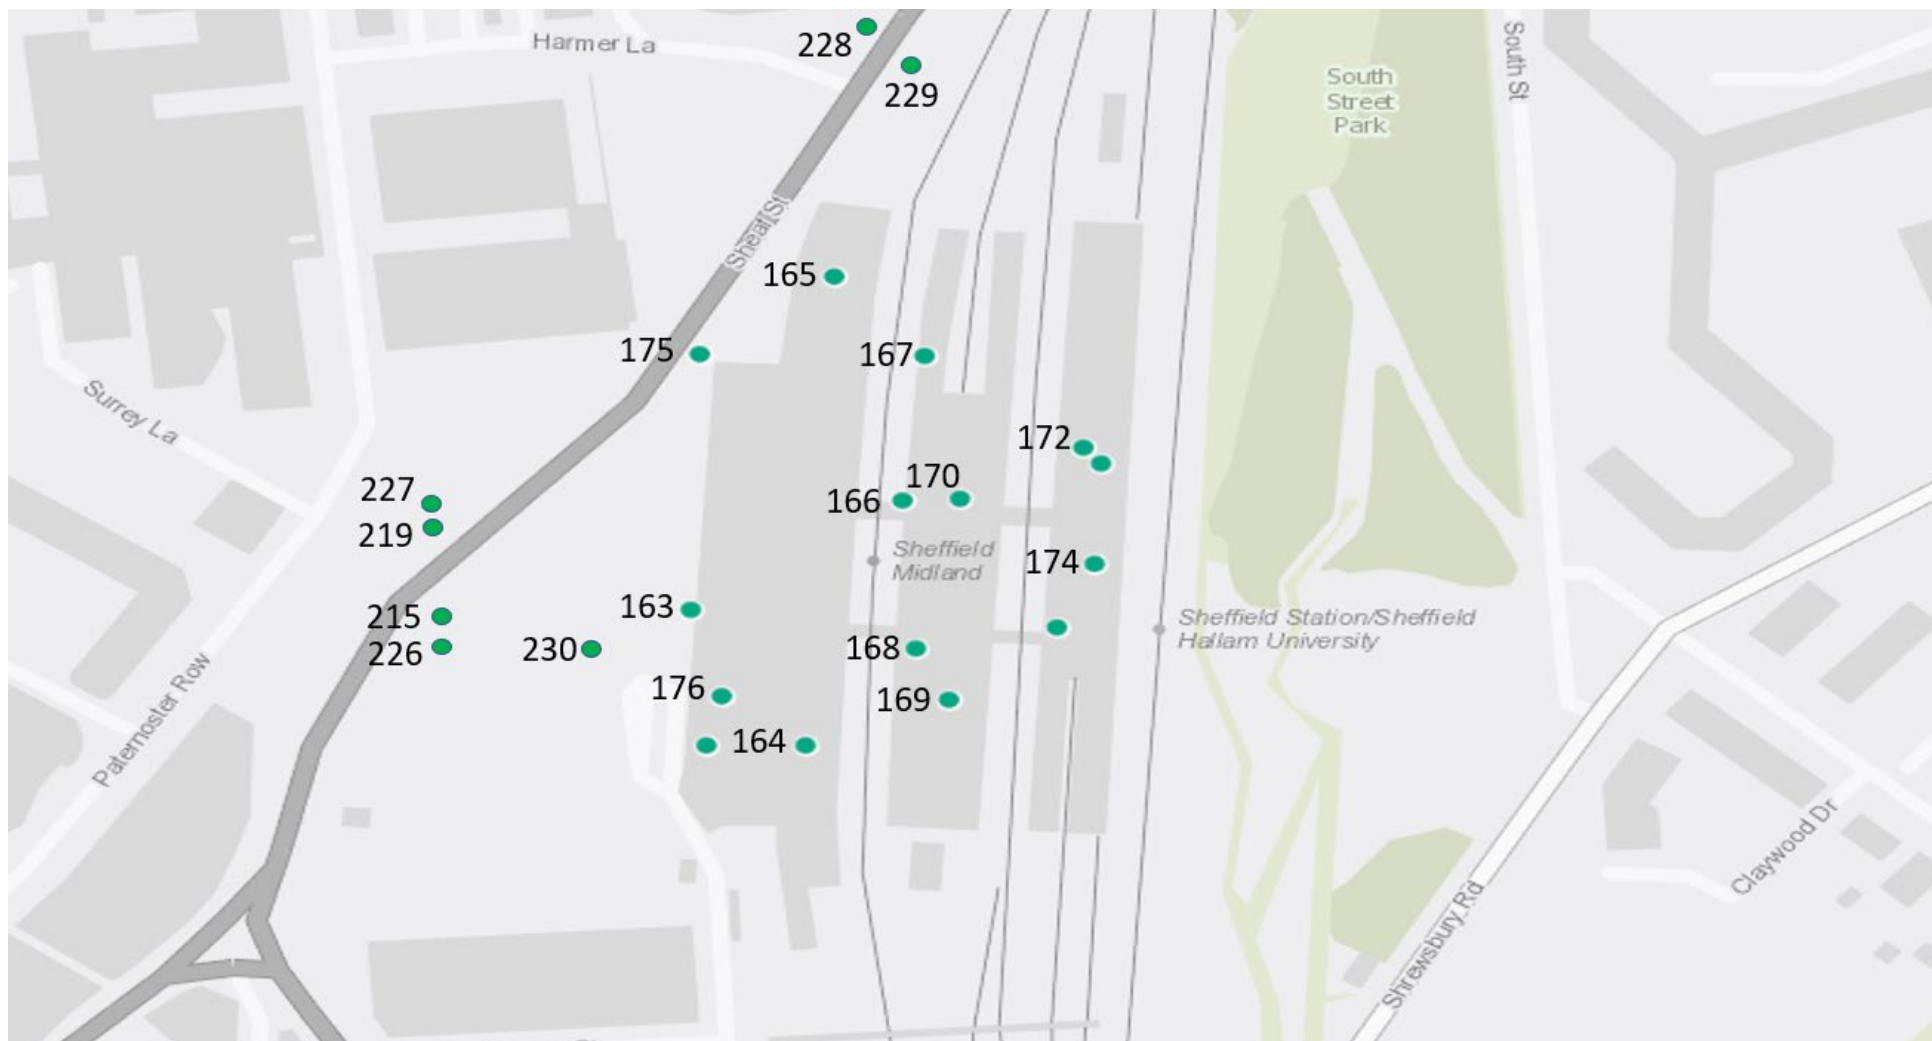 Harmer La
228
229
South St
South
Street
Park
Sheaf St
165
175
167
Surrey La
172
227
170
166
219
Sheffield
Midland
174
163
215
226
230
168
Sheffield Station/Sheffield
Hallam University
176
169
Paternoster Row
164
Claywood Dr
Shrewsbury Rd